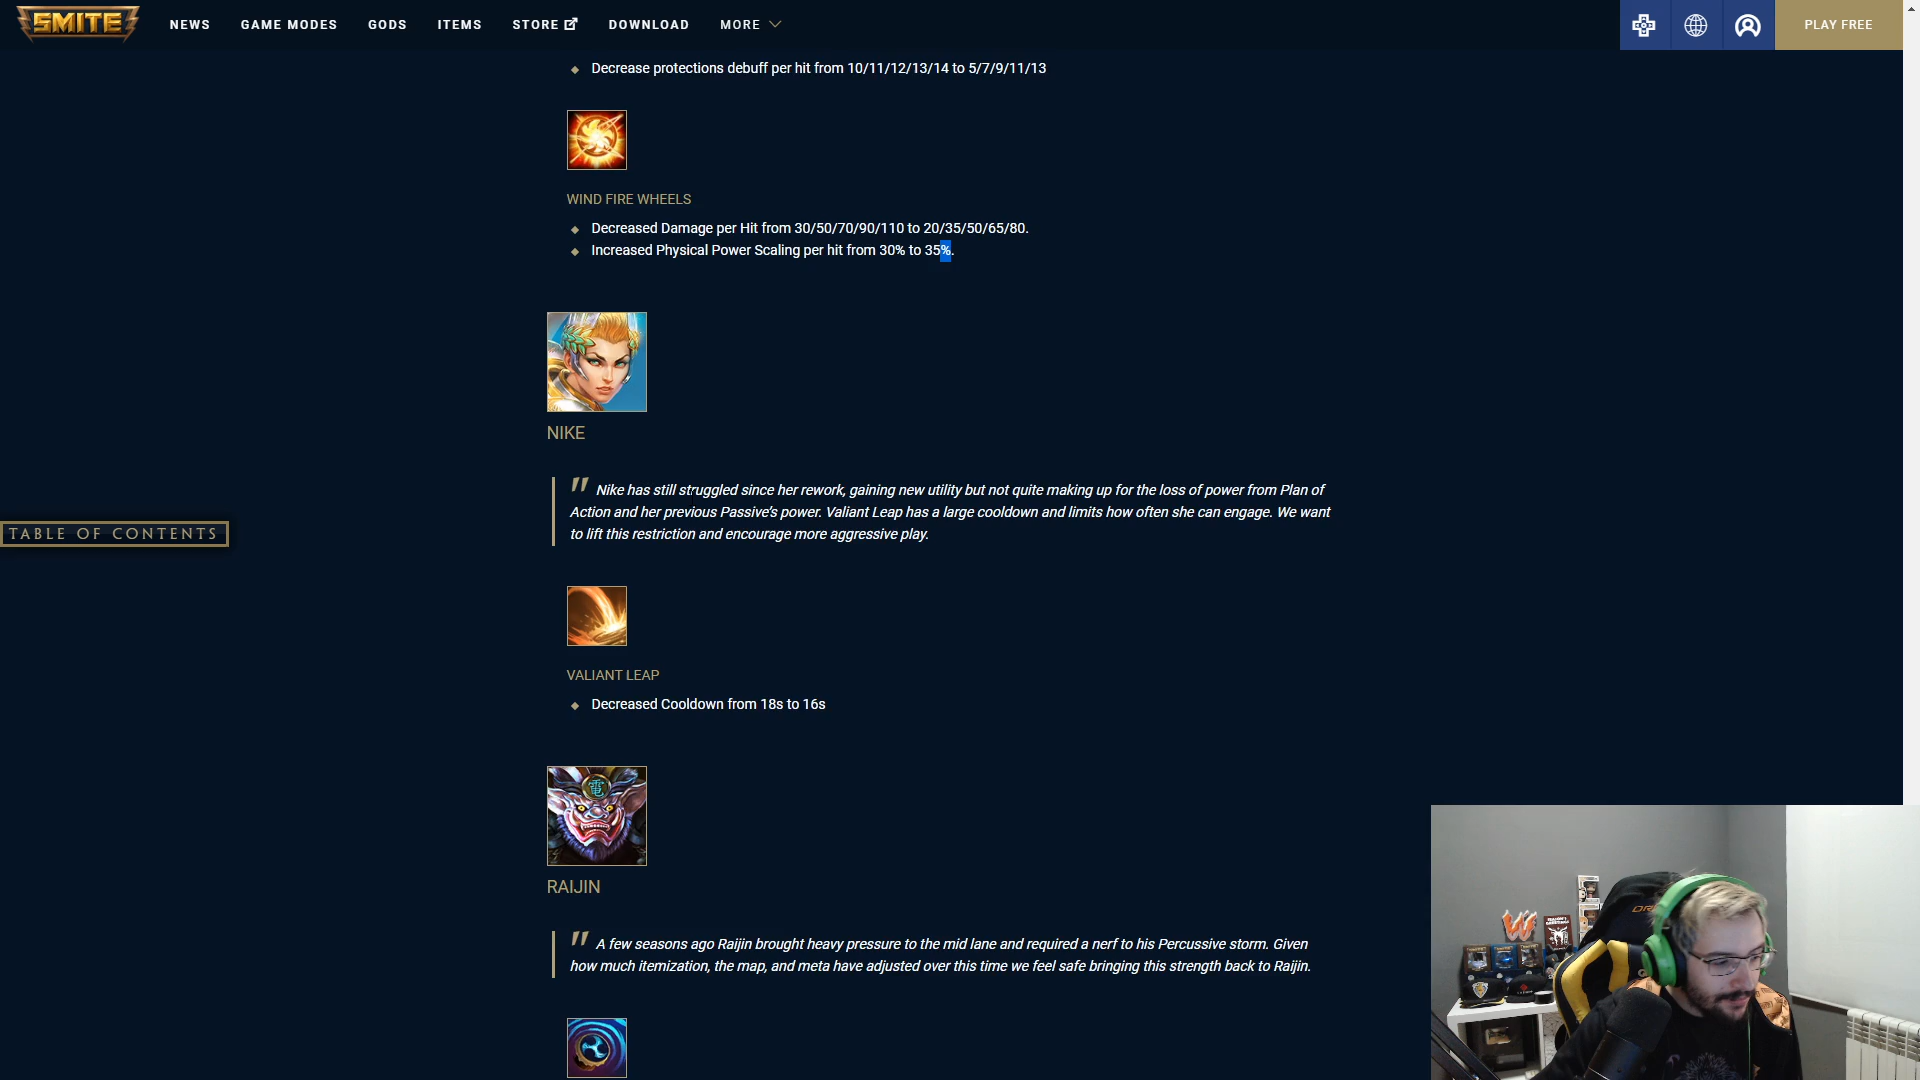 SMITE
NEWS
GAME MODES
GODS
ITEMS
STORE
DOWNLOAD
MORE
PLAY FREE
Decrease protections debuff per hit from 10/11/12/13/14 to 5/7/9/11/13
WIND FIRE WHEELS
Decreased Damage per Hit from 30/50/70/90/110 to 20/35/50/65/80.
Increased Physical Power Scaling per hit from 30% to 35%.
NIKE
" Nike has still struggled since her rework, gaining new utility but not quite making up for the loss of power from Plan of
Action and her previous Passive’s power. Valiant Leap has a large cooldown and limits how often she can engage. We want
to lift this restriction and encourage more aggressive play.
TABLE OF CONTENTS
VALIANT LEAP
Decreased Cooldown from 18s to 16s
電
RAIJIN
" A few seasons ago Raijin brought heavy pressure to the mid lane and required a nerf to his Percussive storm. Given
how much itemization, the map, and meta have adjusted over this time we feel safe bringing this strength back to Raijin.